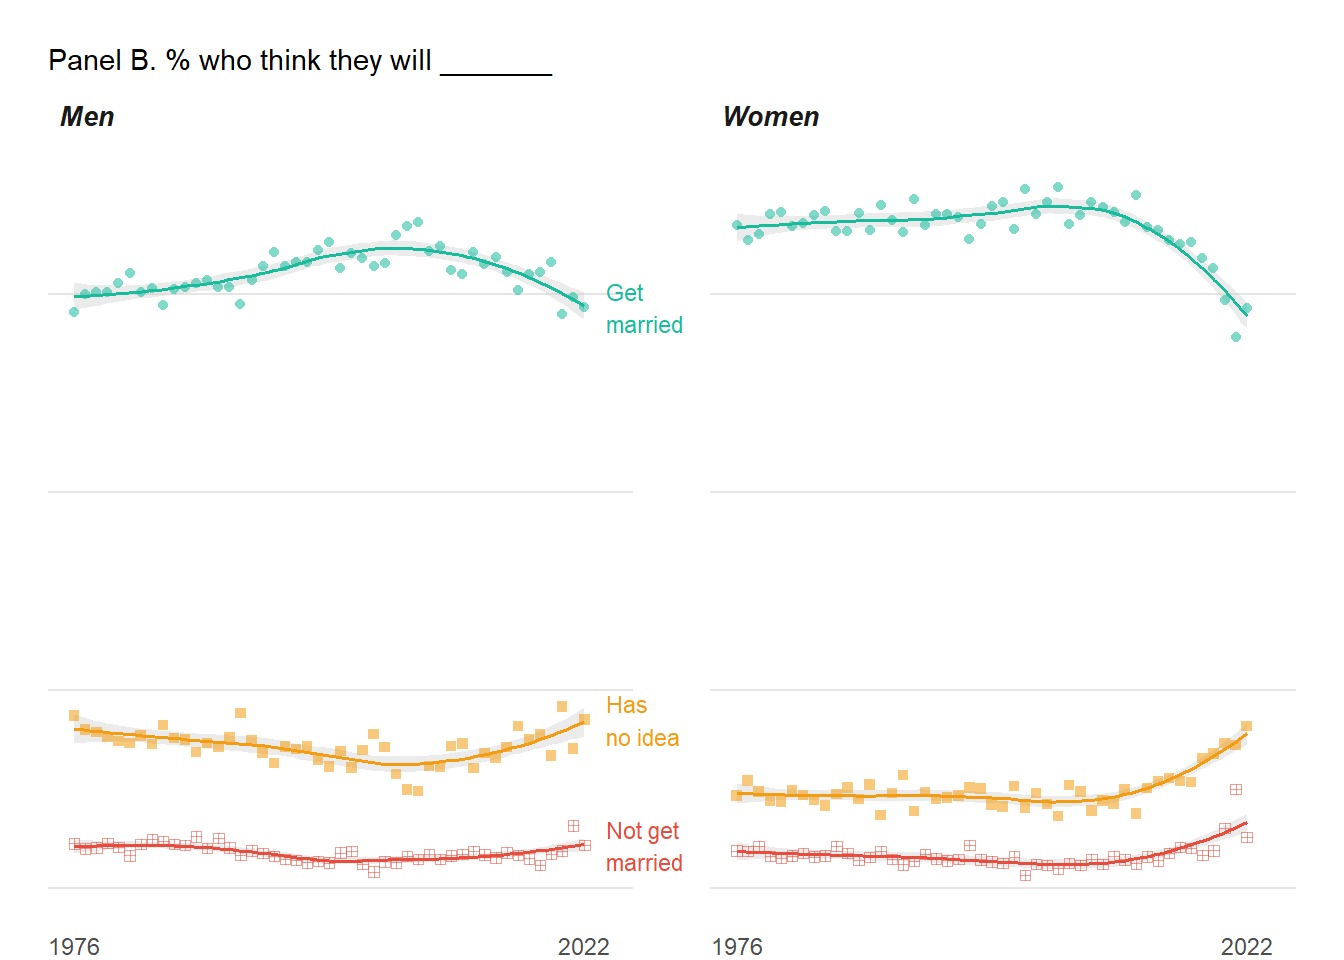 Panel B. % who think they will _______
Men
Women
Get
married
Has
no idea
Not get
married
1976
2022
1976
2022